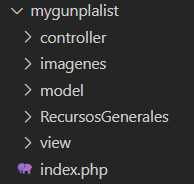 mygunplalist
controller
imagenes
model
RecursosGenerales
view
index.php